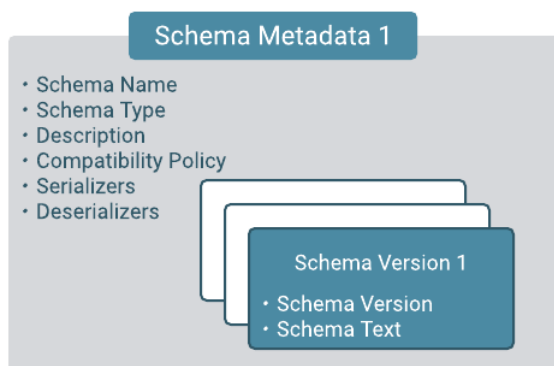 Schema Metadata 1
· Schema Name
· Schema Type
· Description
· Compatibility Policy
· Serializers
· Deserializers
Schema Version 1
· Schema Version
· Schema Text